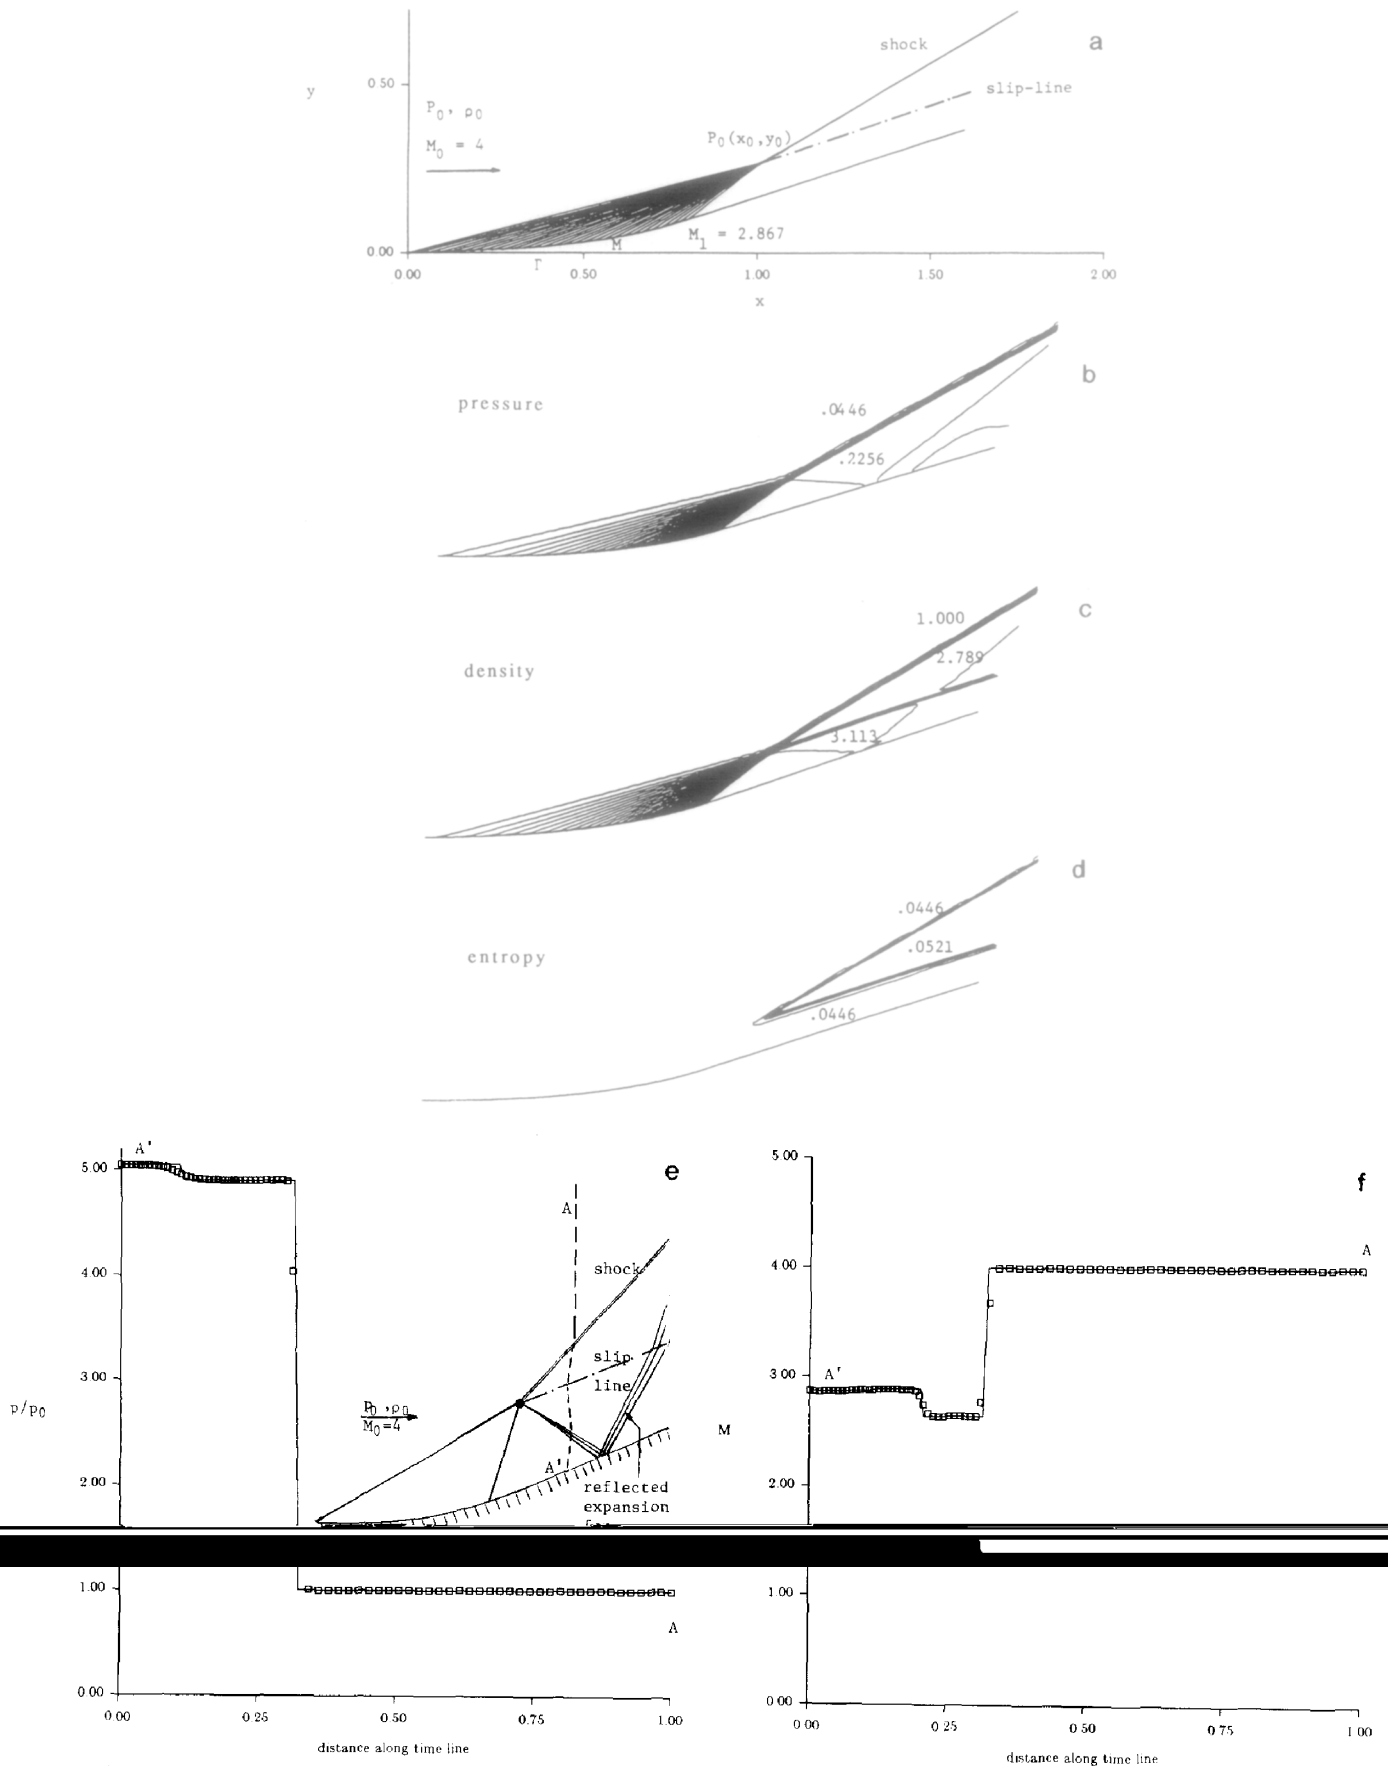 a
shock
y
0 50
slip-line
P0, ρ0
M0 = 4
P0(x0,y0)
M1 = 2.867
M
0.00
Γ
0.00
0.50
1.00
1.50
2 00
x
b
pressure
.0446
.2256
c
1.000
density
2.789
3.113
d
.0446
.0521
entropy
.0446
A'
5 00
e
A
shock
4 00
3 00
slip
line
p/p0
P0 ,ρ0
M0=4
A'
2 00
reflected
expansion
1.00
A
0 00
0.00
0 25
0 50
0.75
1.00
distance along time line
5 00
f
A
4 00
3 00
A'
M
2 00
1 00
0 00
0 00
0 25
0 50
0 75
1 00
distance along time line